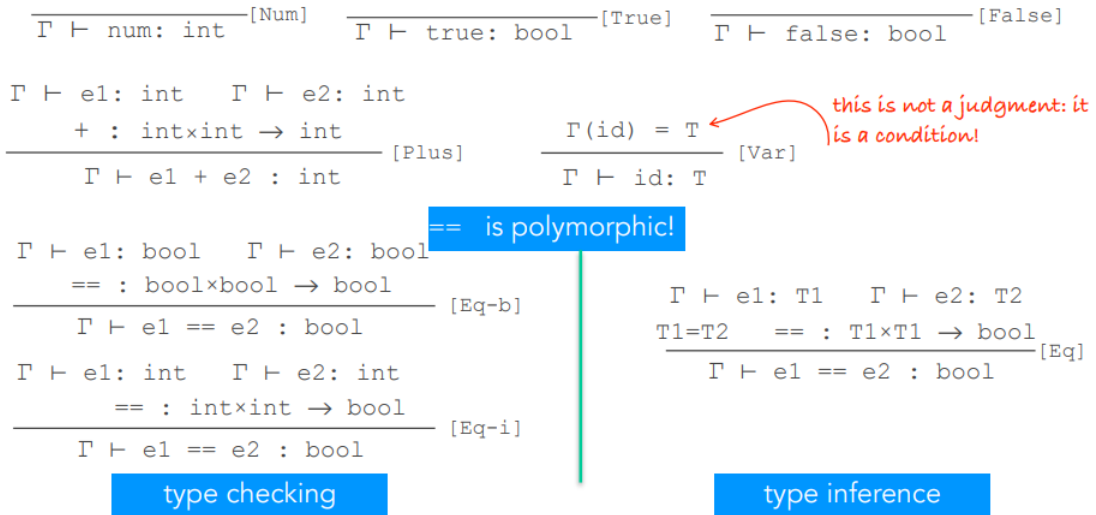 Γ ⊢ num: int [Num]
Γ ⊢ true: bool [True]
Γ ⊢ false: bool [False]
Γ ⊢ e1: int Γ ⊢ e2: int
+ : int×int → int
[Plus]
Γ ⊢ e1 + e2 : int
Γ(id) = T
[Var]
Γ ⊢ id: T
this is not a judgment: it
is a condition!
== is polymorphic!
Γ ⊢ e1: bool Γ ⊢ e2: bool
== : bool×bool → bool
[Eq-b]
Γ ⊢ e1 == e2 : bool
Γ ⊢ e1: int Γ ⊢ e2: int
== : int×int → bool
[Eq-i]
Γ ⊢ e1 == e2 : bool
type checking
Γ ⊢ e1: T1 Γ ⊢ e2: T2
T1=T2 == : T1×T1 → bool
[Eq]
Γ ⊢ e1 == e2 : bool
type inference